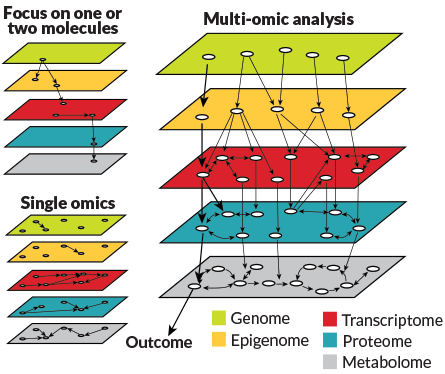 Focus on one or
two molecules
Multi-omic analysis
Single omics
Outcome
Genome
Epigenome
Transcriptome
Proteome
Metabolome